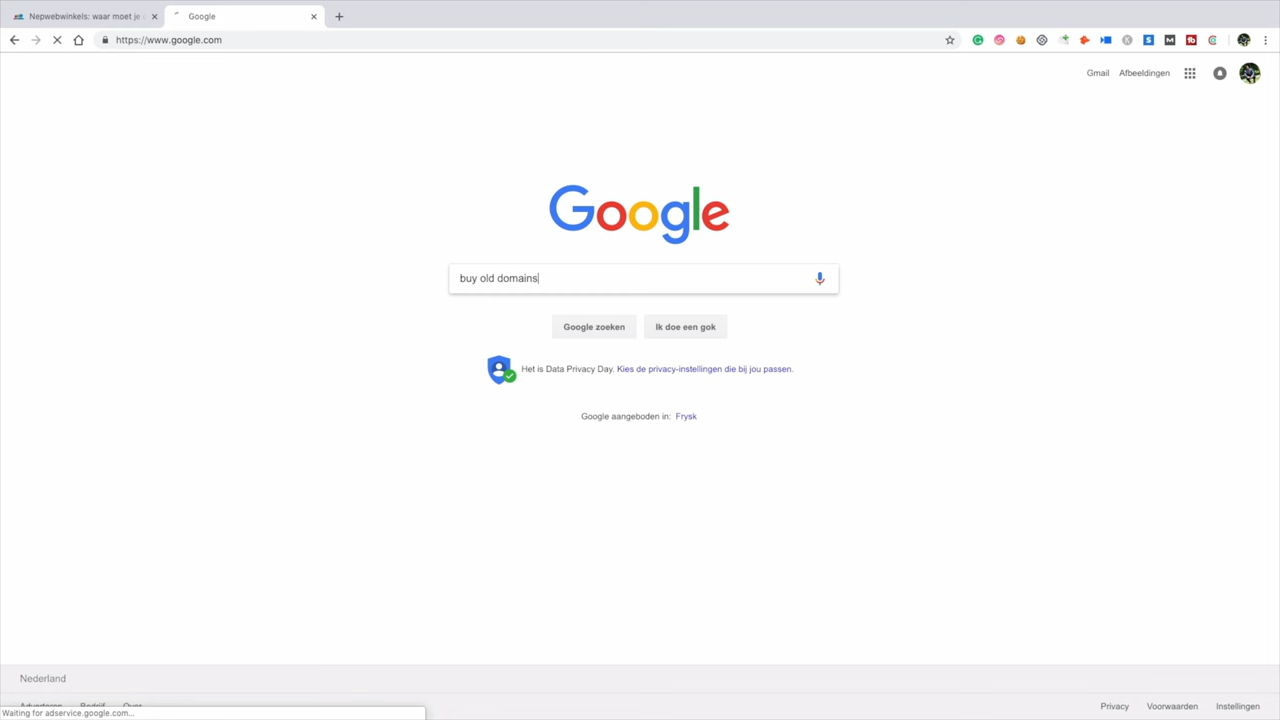 Nepwebwinkels: waar moet je
Google
https://www.google.com
Gmail
Afbeeldingen
Google
buy old domains
Google zoeken
Ik doe een gok
Het is Data Privacy Day. Kies de privacy-instellingen die bij jou passen.
Google aangeboden in: Frysk
Nederland
Adverteren Bedrijf Over
Privacy Voorwaarden Instellingen
Waiting for adservice.google.com...